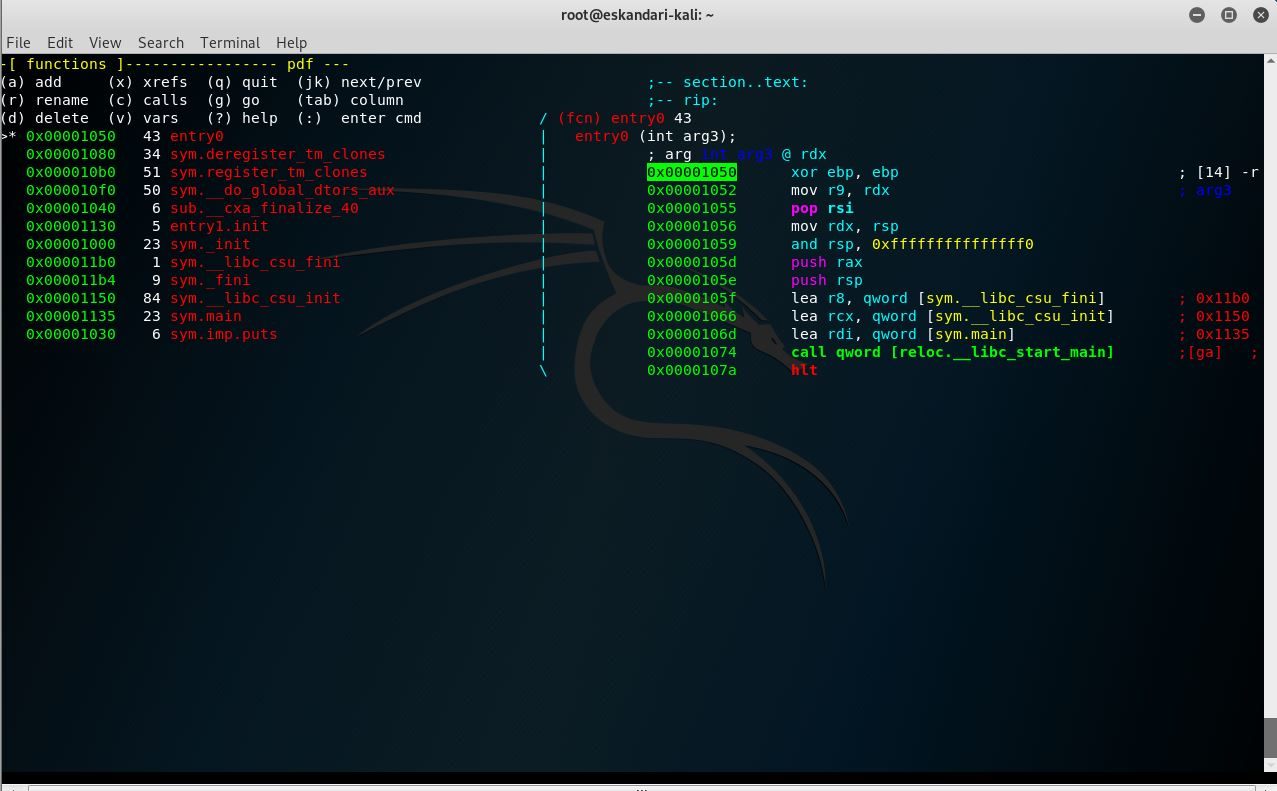 root@eskandari-kali: ~
File Edit View Search Terminal Help
-[ functions ]----------------- pdf ---
(a) add     (x) xrefs  (q) quit  (jk) next/prev                         ;-- section..text:
(r) rename  (c) calls  (g) go    (tab) column                           ;-- rip:
(d) delete  (v) vars   (?) help  (:)  enter cmd             / (fcn) entry0 43
>* 0x00001050   43 entry0                                   |   entry0 (int arg3);
   0x00001080   34 sym.deregister_tm_clones                 |           ; arg int arg3 @ rdx
   0x000010b0   51 sym.register_tm_clones                   |           0x00001050      xor ebp, ebp                               ; [14] -r
   0x000010f0   50 sym.__do_global_dtors_aux                |           0x00001052      mov r9, rdx                                ; arg3
   0x00001040    6 sub.__cxa_finalize_40                    |           0x00001055      pop rsi
   0x00001130    5 entry1.init                              |           0x00001056      mov rdx, rsp
   0x00001000   23 sym._init                                |           0x00001059      and rsp, 0xfffffffffffffff0
   0x000011b0    1 sym.__libc_csu_fini                      |           0x0000105d      push rax
   0x000011b4    9 sym._fini                                |           0x0000105e      push rsp
   0x00001150   84 sym.__libc_csu_init                      |           0x0000105f      lea r8, qword [sym.__libc_csu_fini]        ; 0x11b0
   0x00001135   23 sym.main                                 |           0x00001066      lea rcx, qword [sym.__libc_csu_init]       ; 0x1150
   0x00001030    6 sym.imp.puts                             |           0x0000106d      lea rdi, qword [sym.main]                  ; 0x1135
                                                            |           0x00001074      call qword [reloc.__libc_start_main]       ;[ga]  ;
                                                            \           0x0000107a      hlt